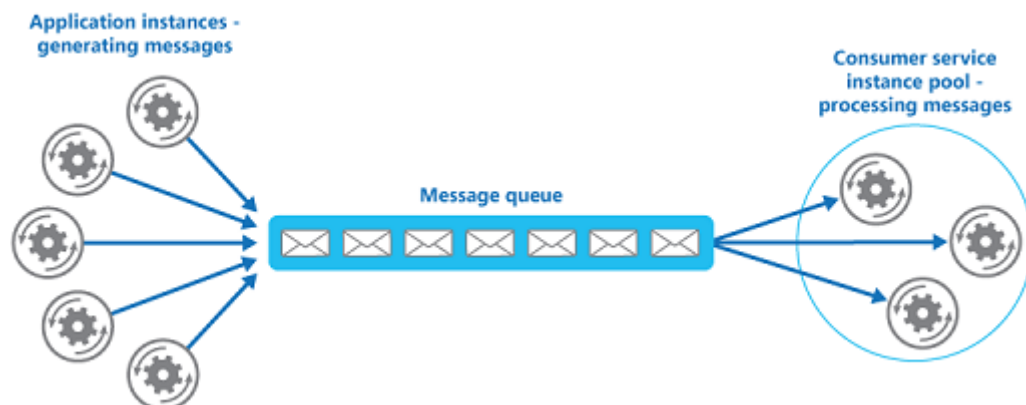 Application instances -
generating messages
Consumer service
instance pool -
processing messages
Message queue